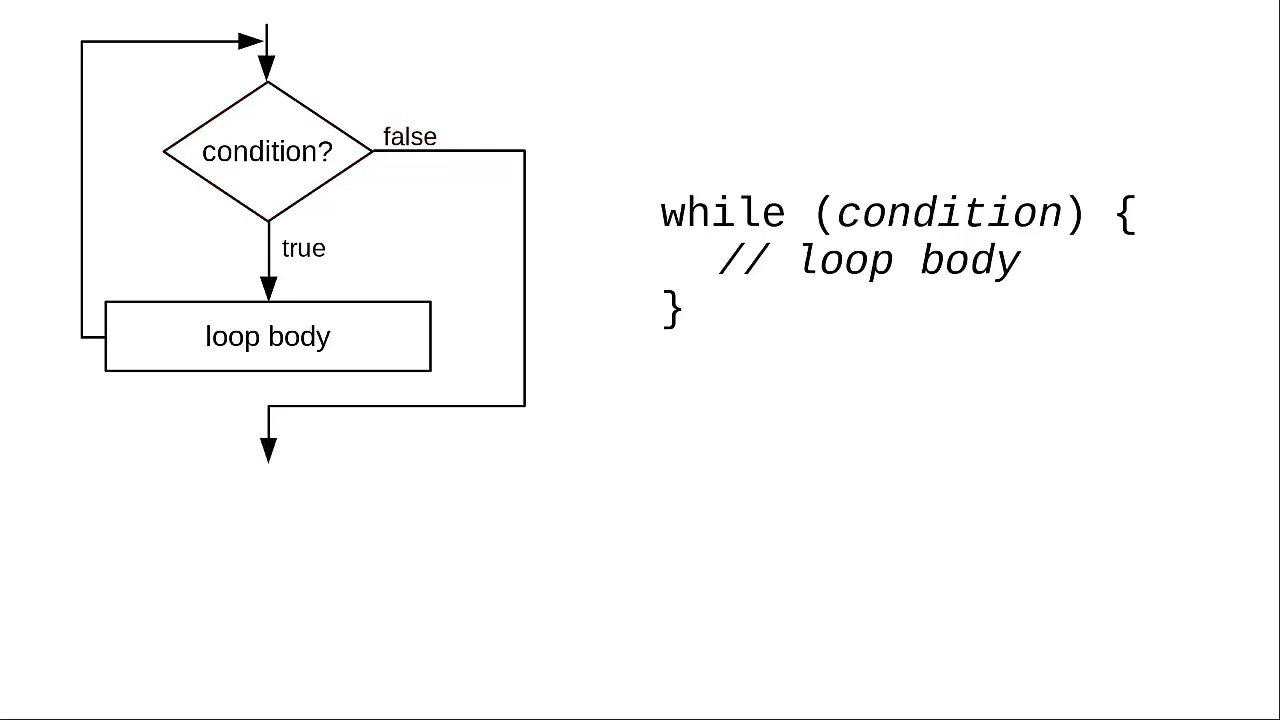 condition?
false
true
loop body
while (condition) {
// loop body
}